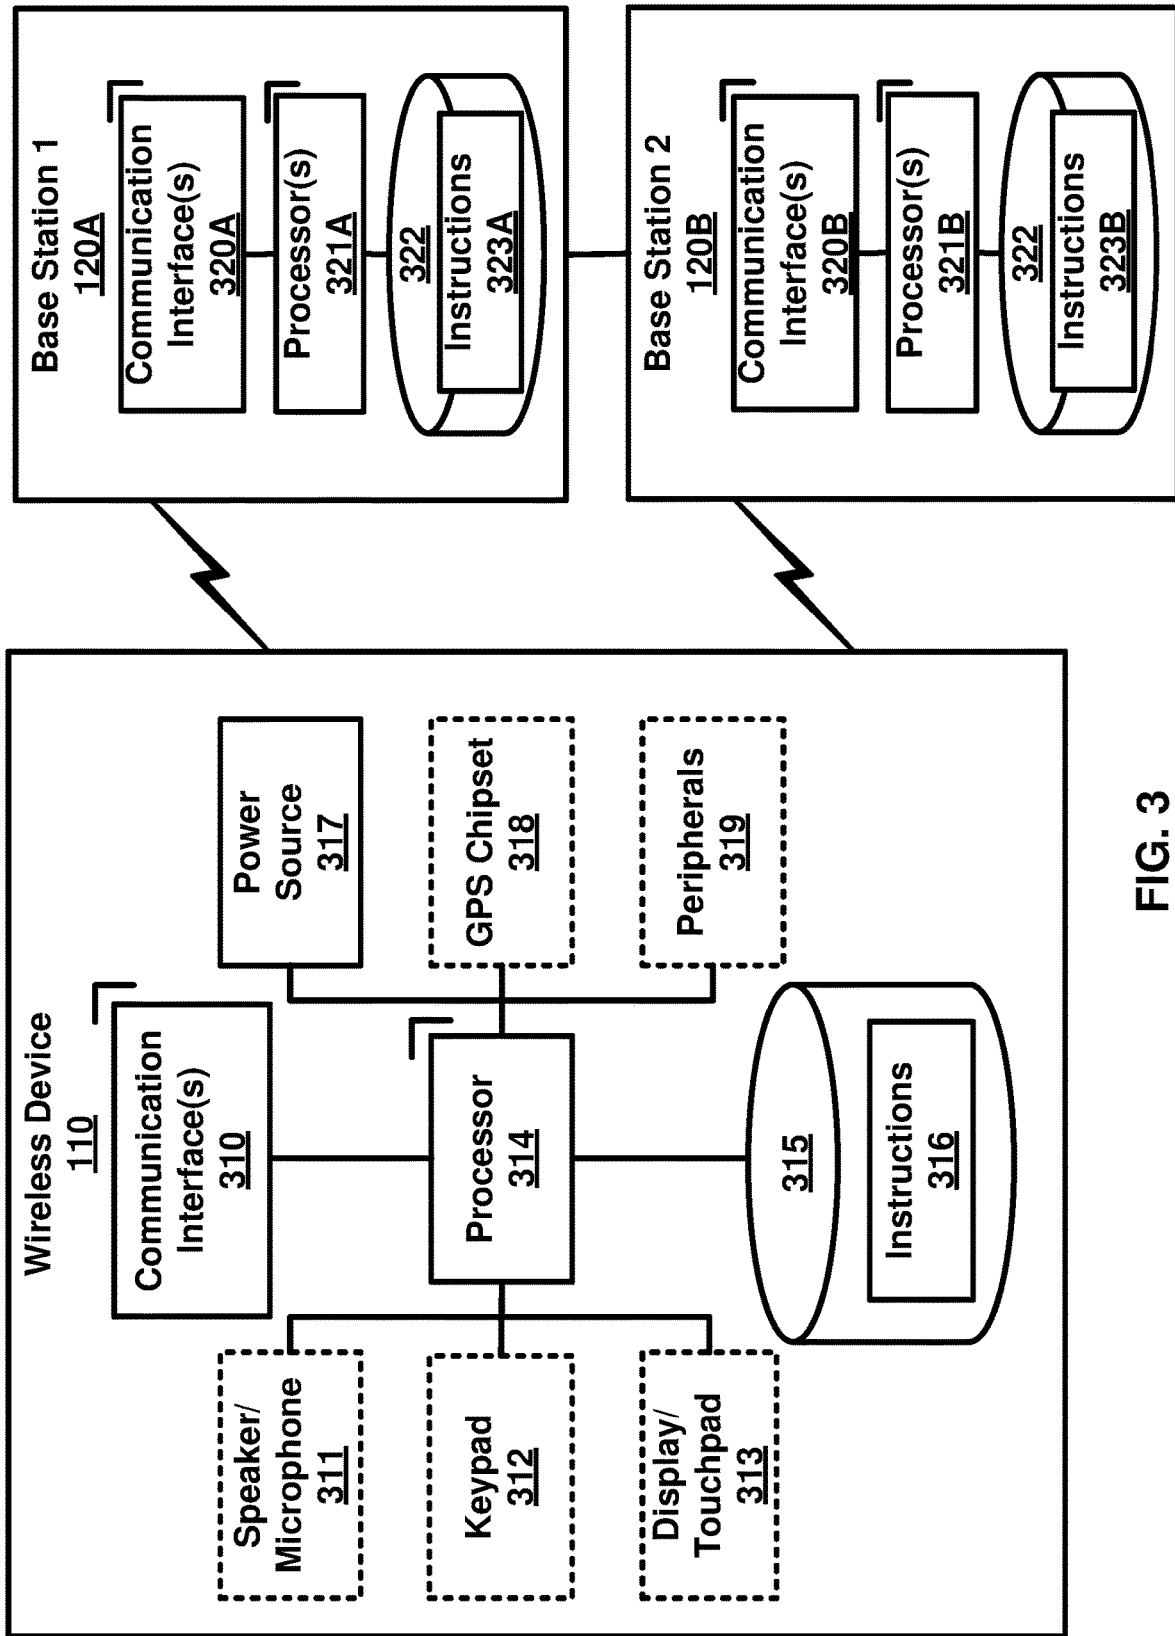 Wireless Device
110
Communication
Interface(s)
310
Speaker/
Microphone
311
Keypad
312
Display/
Touchpad
313
Processor
314
Power
Source
317
GPS Chipset
318
Peripherals
319
315
Instructions
316
Base Station 1
120A
Communication
Interface(s)
320A
Processor(s)
321A
322
Instructions
323A
Base Station 2
120B
Communication
Interface(s)
320B
Processor(s)
321B
322
Instructions
323B
FIG. 3